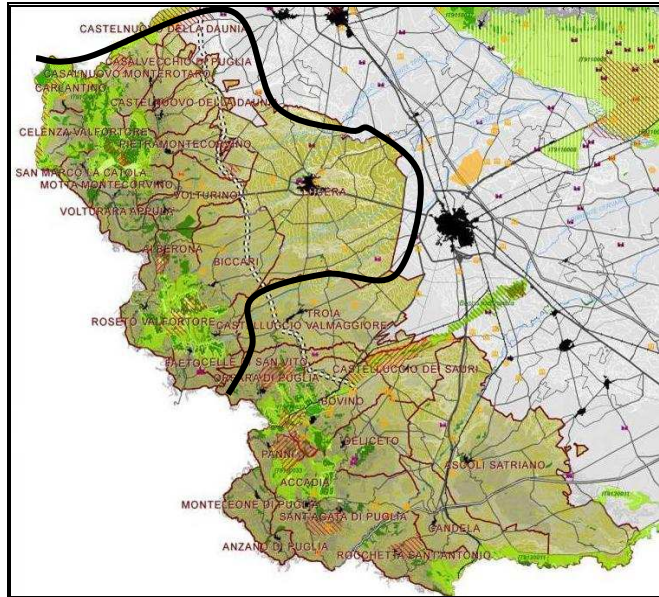 CASTELNUOVO DELLA DAUNIA
CASALVECCHIO DI PUGLIA
CASALNUOVO MONTEROTARO
CARLANTINO
CASTELNUOVO DELLA DAUNIA
CELENZA VALFORTORE
PIETRAMONTECORVINO
SAN MARCO LA CATOLA
MOTTA MONTECORVINO
VOLTURINO
LUCERA
VOLTURARA APPULA
ALBERONA
BICCARI
TROIA
ROSETO VALFORTORE
CASTELLUCCIO VALMAGGIORE
FAETO
CELLE SAN VITO
CASTELLUCCIO DEI SAURI
ORSARA DI PUGLIA
BOVINO
DELICETO
PANNI
ASCOLI SATRIANO
ACCADIA
MONTELEONE DI PUGLIA
SANT'AGATA DI PUGLIA
CANDELA
ANZANO DI PUGLIA
ROCCHETTA SANT'ANTONIO